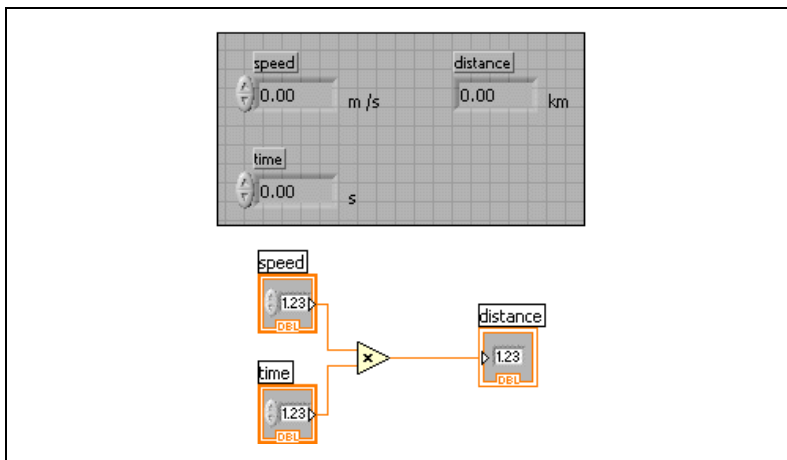 speed
distance
0.00
m /s
0.00
km
time
0.00
s
speed
1.23
DBL
distance
×
1.23
DBL
time
1.23
DBL